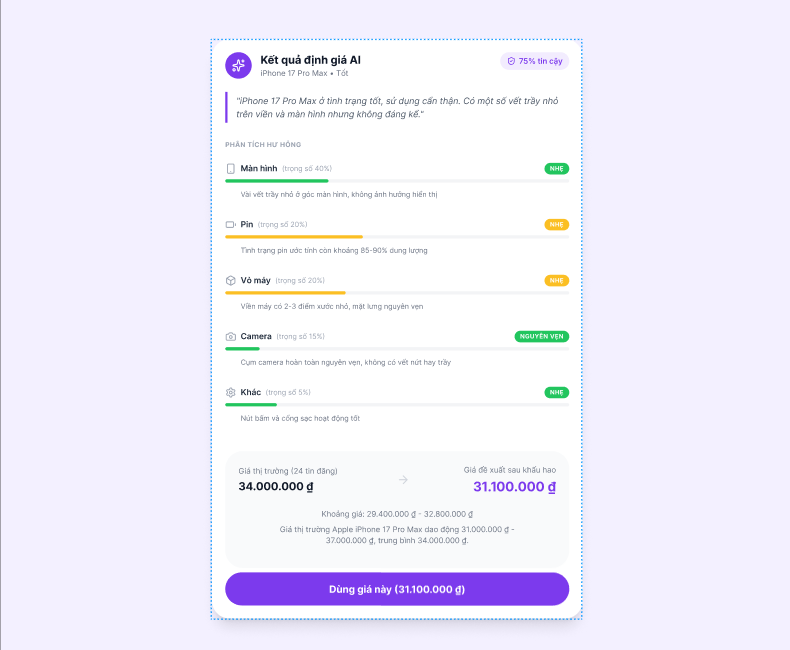 Kết quả định giá AI
iPhone 17 Pro Max • Tốt
75% tin cậy
"iPhone 17 Pro Max ở tình trạng tốt, sử dụng cẩn thận. Có một số vết trầy nhỏ
trên viền và màn hình nhưng không đáng kể."
PHÂN TÍCH HƯ HỎNG
Màn hình (trọng số 40%) NHẸ
Vài vết trầy nhỏ ở góc màn hình, không ảnh hưởng hiển thị
Pin (trọng số 20%) NHẸ
Tình trạng pin ước tính còn khoảng 85-90% dung lượng
Vỏ máy (trọng số 20%) NHẸ
Viền máy có 2-3 điểm xước nhỏ, mặt lưng nguyên vẹn
Camera (trọng số 15%) NGUYÊN VẸN
Cụm camera hoàn toàn nguyên vẹn, không có vết nứt hay trầy
Khác (trọng số 5%) NHẸ
Nút bấm và cổng sạc hoạt động tốt
Giá thị trường (24 tin đăng)
34.000.000 ₫
Giá đề xuất sau khấu hao
31.100.000 ₫
Khoảng giá: 29.400.000 ₫ - 32.800.000 ₫
Giá thị trường Apple iPhone 17 Pro Max dao động 31.000.000 ₫ -
37.000.000 ₫, trung bình 34.000.000 ₫.
Dùng giá này (31.100.000 ₫)